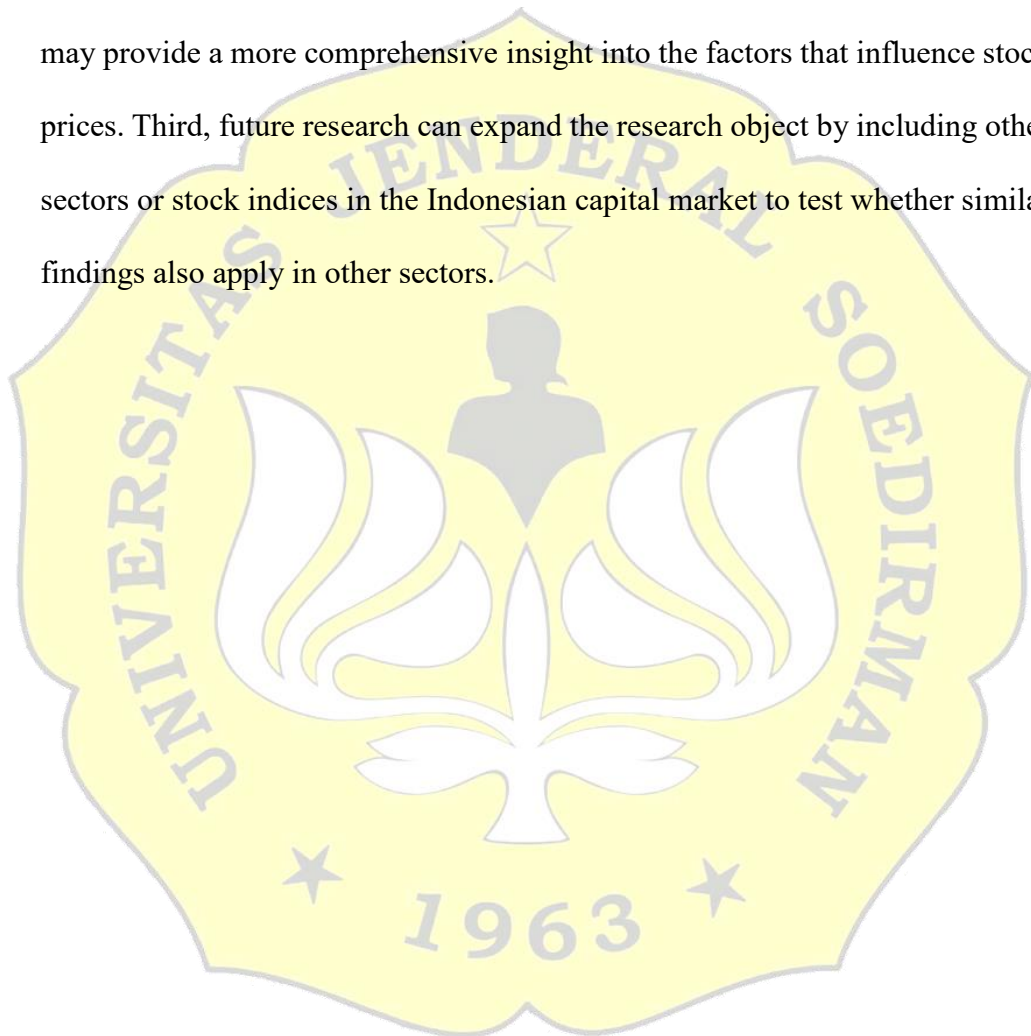 may provide a more comprehensive insight into the factors that influence stoc
prices. Third, future research can expand the research object by including othe
sectors or stock indices in the Indonesian capital market to test whether simila
findings also apply in other sectors.
UNIVERSITAS JENDERAL SOEDIRMAN
1963